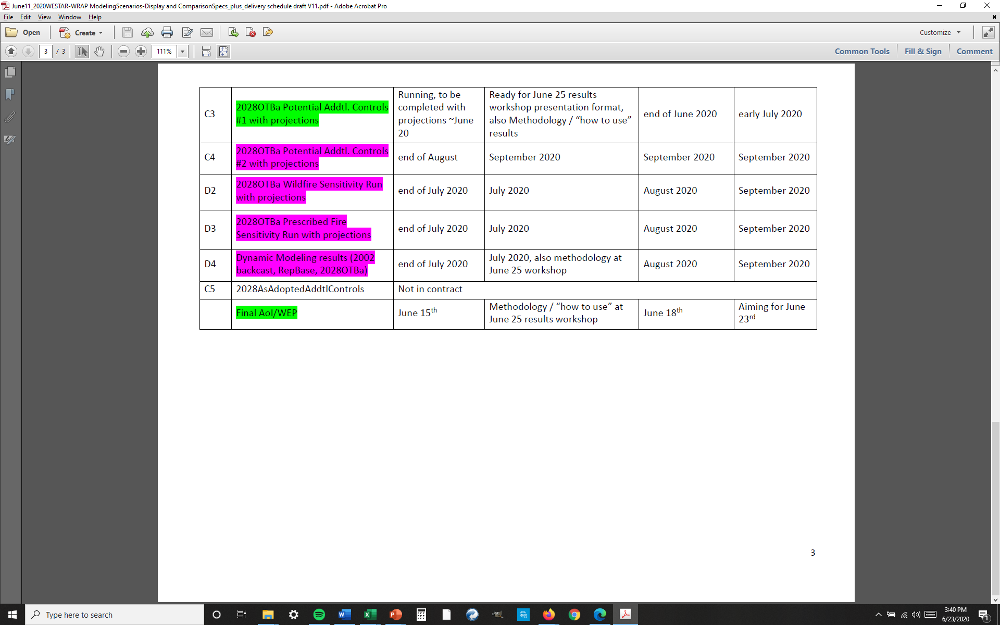 June11_2020WESTAR-WRAP ModelingScenarios-Display and ComparisonSpecs_plus_delivery schedule draft V11.pdf - Adobe Acrobat Pro
File Edit View Window Help
Open Create Customize
3 / 3 111% Common Tools Fill & Sign Comment
C3
2028OTBa Potential Addtl. Controls
#1 with projections
Running, to be
completed with
projections ~June
20
Ready for June 25 results
workshop presentation format,
also Methodology / “how to use”
results
end of June 2020
early July 2020
C4
2028OTBa Potential Addtl. Controls
#2 with projections
end of August
September 2020
September 2020
September 2020
D2
2028OTBa Wildfire Sensitivity Run
with projections
end of July 2020
July 2020
August 2020
September 2020
D3
2028OTBa Prescribed Fire
Sensitivity Run with projections
end of July 2020
July 2020
August 2020
September 2020
D4
Dynamic Modeling results (2002
backcast, RepBase, 2028OTBa)
end of July 2020
July 2020, also methodology at
June 25 workshop
August 2020
September 2020
C5
2028AsAdoptedAddtlControls
Not in contract
Final AoI/WEP
June 15th
Methodology / “how to use” at
June 25 results workshop
June 18th
Aiming for June
23rd
3
Type here to search
3:40 PM
6/23/2020
1